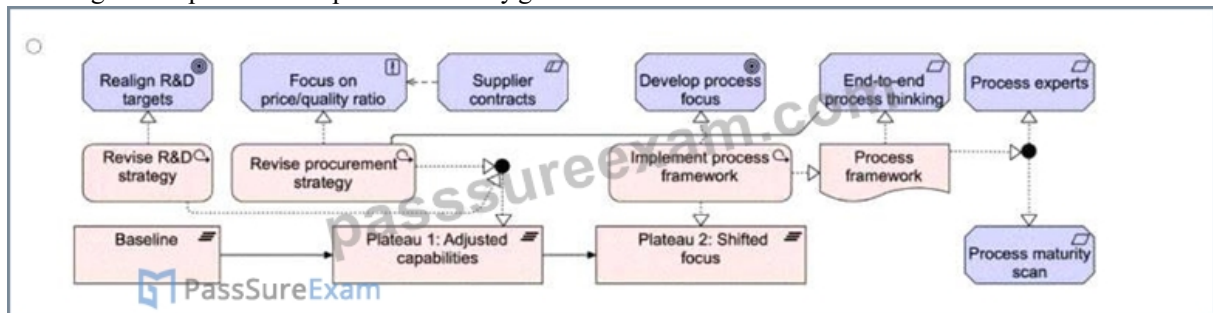 Realign R&D
targets
Focus on
price/quality ratio
Supplier
contracts
Develop process
focus
End-to-end
process thinking
Process experts
Revise R&D
strategy
Revise procurement
strategy
Implement process
framework
Process
framework
Baseline
Plateau 1: Adjusted
capabilities
Plateau 2: Shifted
focus
Process maturity
scan
passsureexam.com
PassSureExam